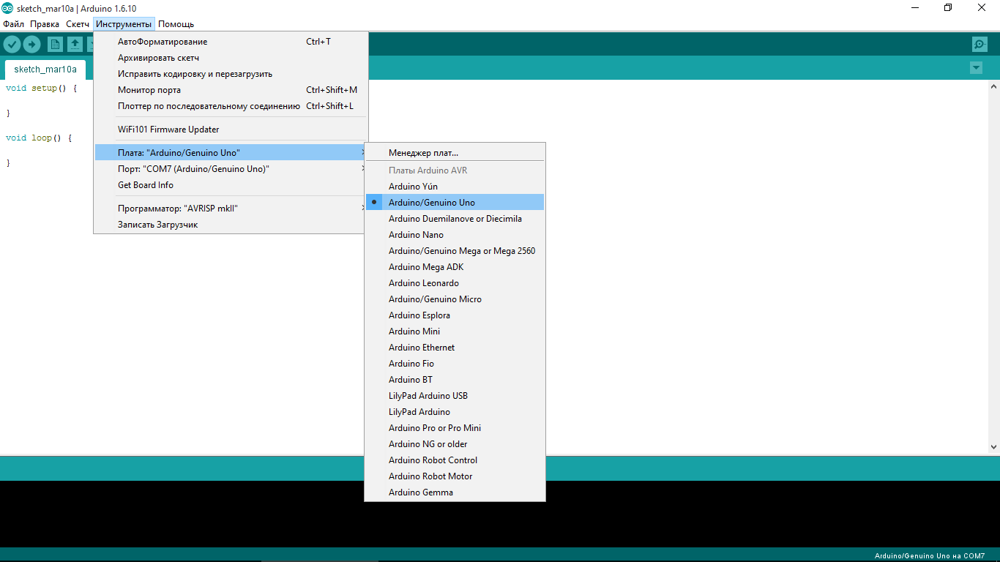 sketch_mar10a | Arduino 1.6.10
Файл Правка Скетч Инструменты Помощь
sketch_mar10a
void setup() {
}
void loop() {
}
АвтоФорматирование Ctrl+T
Архивировать скетч
Исправить кодировку и перезагрузить
Монитор порта Ctrl+Shift+M
Плоттер по последовательному соединению Ctrl+Shift+L
WiFi101 Firmware Updater
Плата: "Arduino/Genuino Uno"
Порт: "COM7 (Arduino/Genuino Uno)"
Get Board Info
Программатор: "AVRISP mkII"
Записать Загрузчик
Менеджер плат...
Платы Arduino AVR
Arduino Yún
Arduino/Genuino Uno
Arduino Duemilanove or Diecimila
Arduino Nano
Arduino/Genuino Mega or Mega 2560
Arduino Mega ADK
Arduino Leonardo
Arduino/Genuino Micro
Arduino Esplora
Arduino Mini
Arduino Ethernet
Arduino Fio
Arduino BT
LilyPad Arduino USB
LilyPad Arduino
Arduino Pro or Pro Mini
Arduino NG or older
Arduino Robot Control
Arduino Robot Motor
Arduino Gemma
Arduino/Genuino Uno на COM7